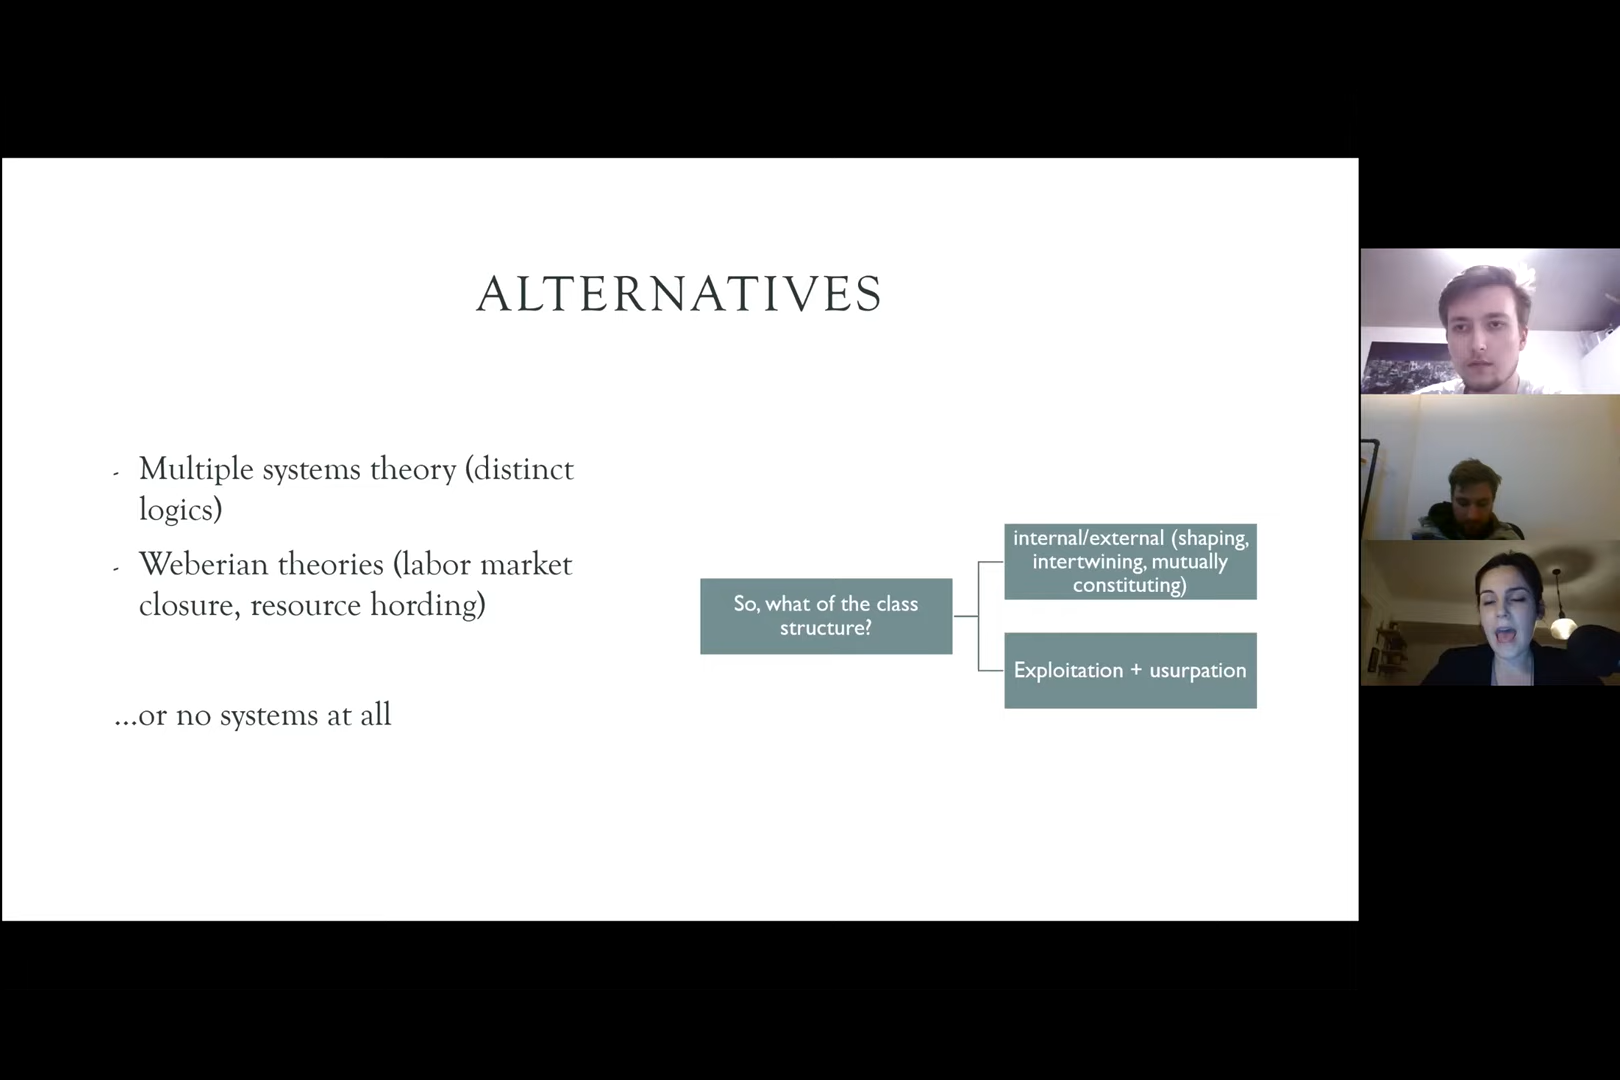 ALTERNATIVES
- Multiple systems theory (distinct
logics)
- Weberian theories (labor market
closure, resource hording)
...or no systems at all
So, what of the class
structure?
internal/external (shaping,
intertwining, mutually
constituting)
Exploitation + usurpation